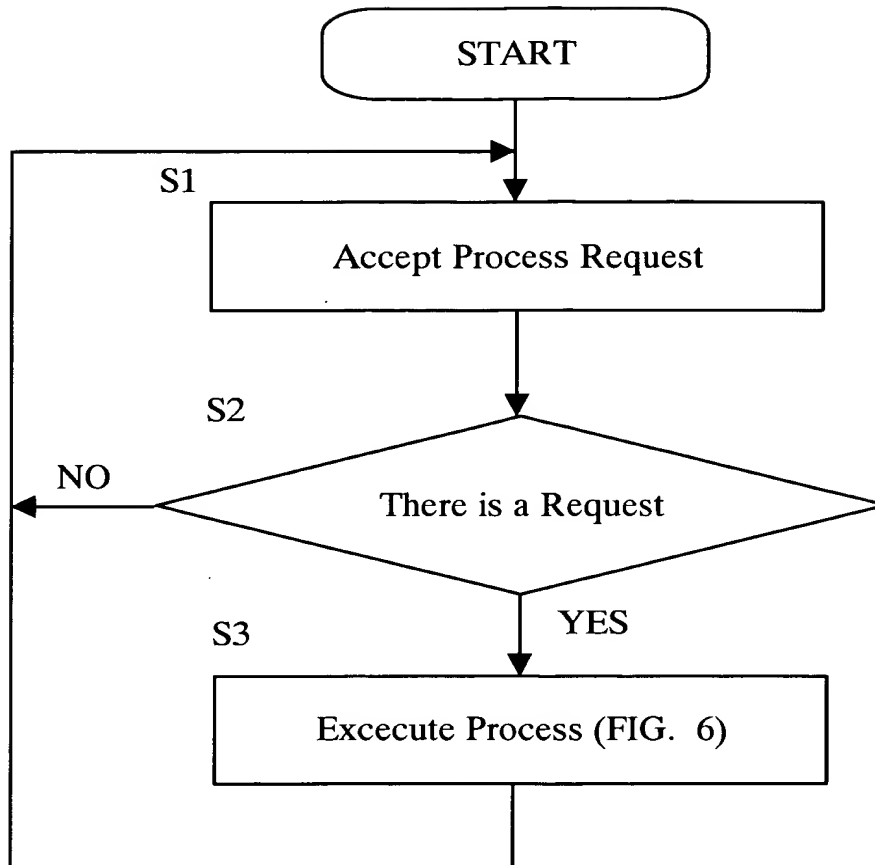 START
S1
Accept Process Request
S2
NO
There is a Request
YES
S3
Excecute Process (FIG. 6)